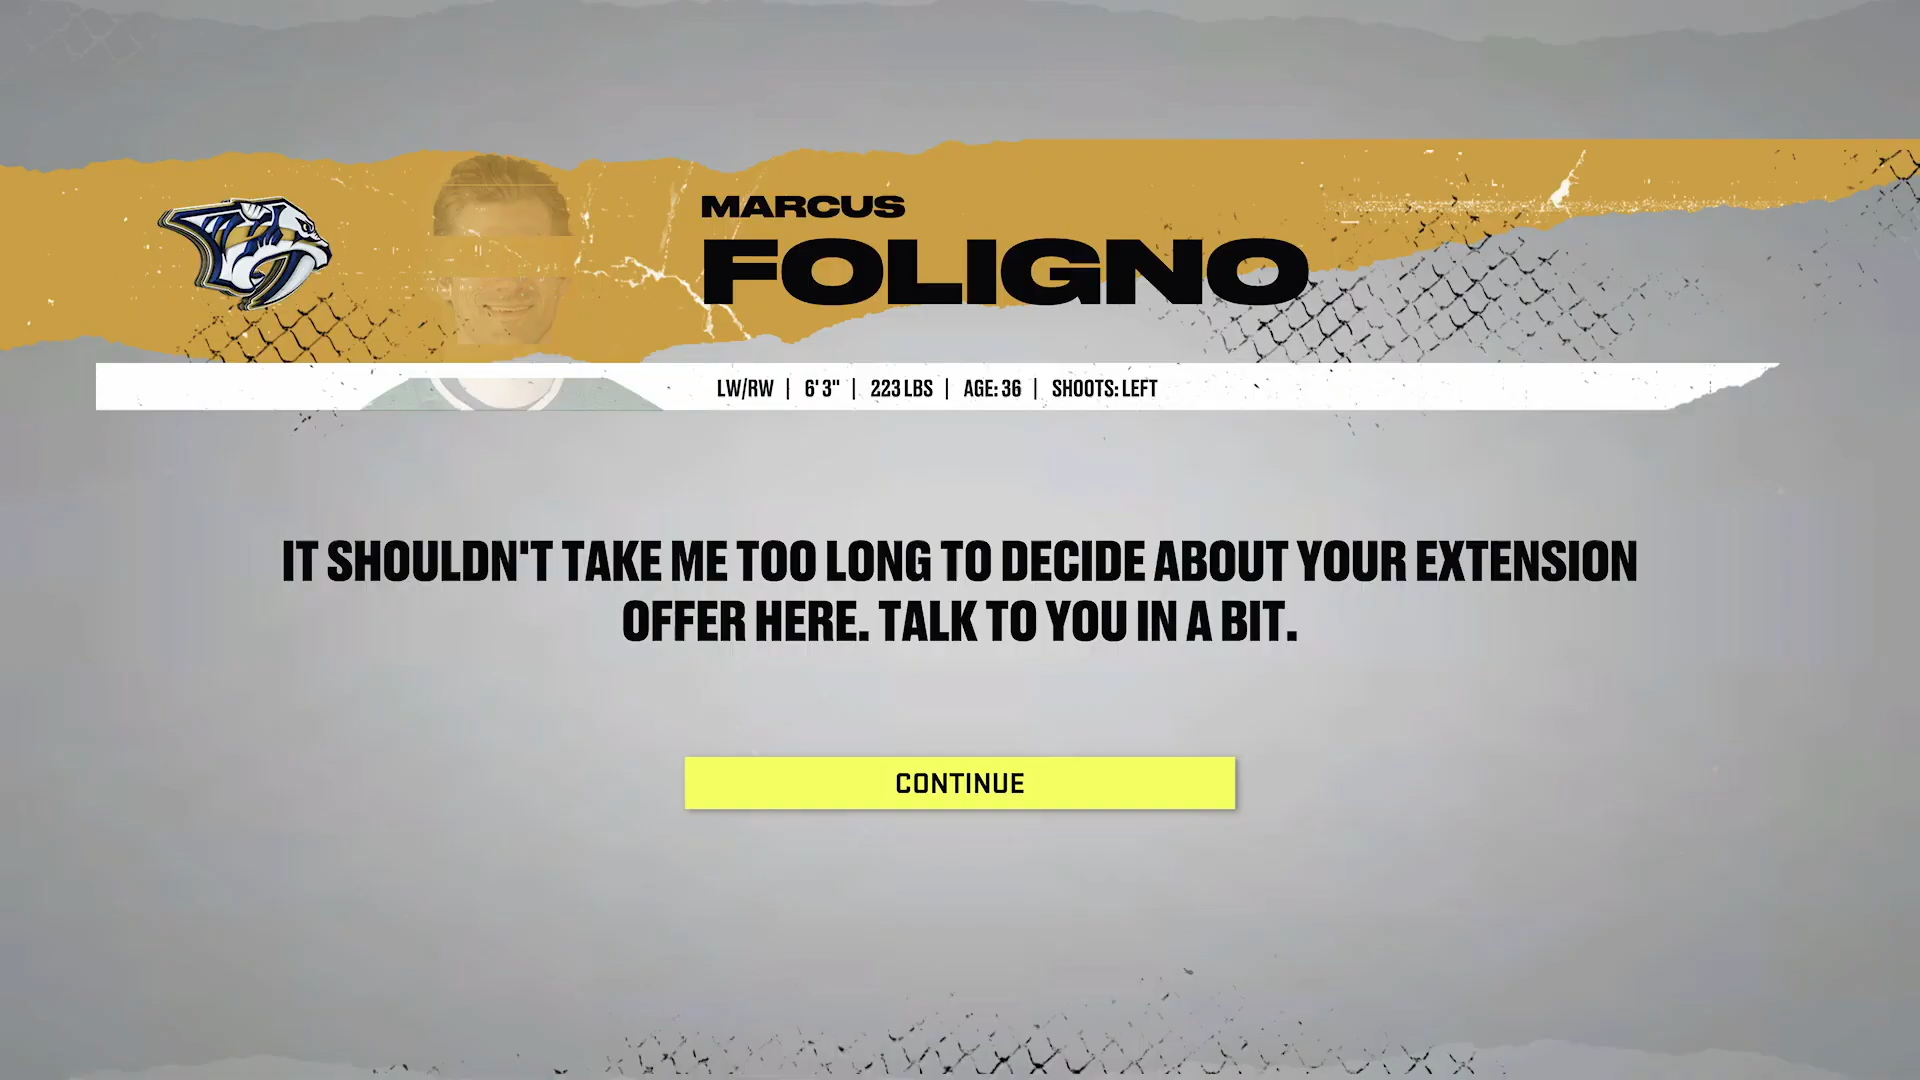 MARCUS
FOLIGNO
LW/RW | 6' 3" | 223 LBS | AGE: 36 | SHOOTS: LEFT
IT SHOULDN'T TAKE ME TOO LONG TO DECIDE ABOUT YOUR EXTENSION
OFFER HERE. TALK TO YOU IN A BIT.
CONTINUE